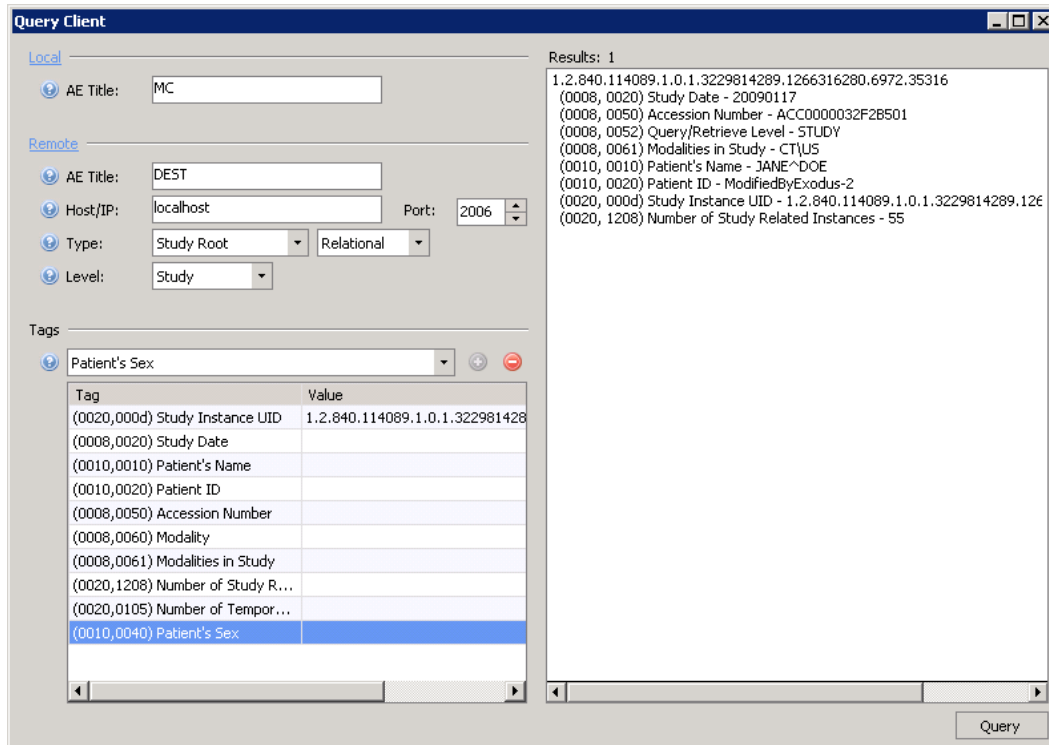 Query Client
Local
AE Title: MC
Remote
AE Title: DEST
Host/IP: localhost Port: 2006
Type: Study Root Relational
Level: Study
Tags
Patient's Sex
Tag Value
(0020,000d) Study Instance UID 1.2.840.114089.1.0.1.322981428
(0008,0020) Study Date
(0010,0010) Patient's Name
(0010,0020) Patient ID
(0008,0050) Accession Number
(0008,0060) Modality
(0008,0061) Modalities in Study
(0020,1208) Number of Study R...
(0020,0105) Number of Tempor...
(0010,0040) Patient's Sex
Results: 1
1.2.840.114089.1.0.1.3229814289.1266316280.6972.35316
(0008, 0020) Study Date - 20090117
(0008, 0050) Accession Number - ACC0000032F2B501
(0008, 0052) Query/Retrieve Level - STUDY
(0008, 0061) Modalities in Study - CT\US
(0010, 0010) Patient's Name - JANE^DOE
(0010, 0020) Patient ID - ModifiedByExodus-2
(0020, 000d) Study Instance UID - 1.2.840.114089.1.0.1.3229814289.126
(0020, 1208) Number of Study Related Instances - 55
Query